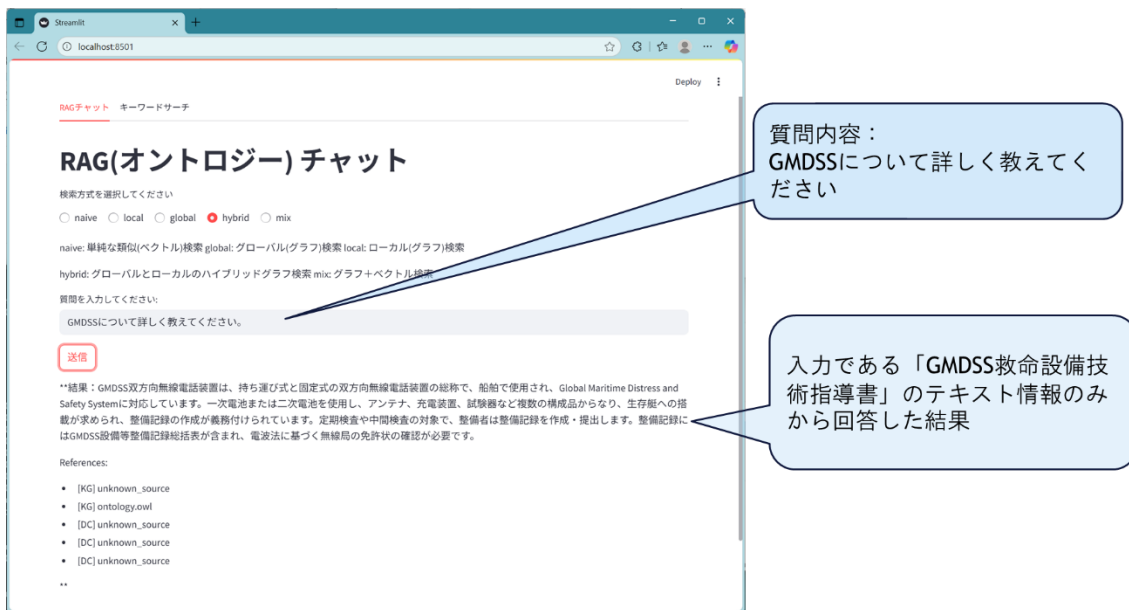 Streamlit
localhost:8501
Deploy
RAGチャット キーワードサーチ
RAG(オントロジー) チャット
検索方式を選択してください
naive local global hybrid mix
naive: 単純な類似(ベクトル)検索 global: グローバル(グラフ)検索 local: ローカル(グラフ)検索
hybrid: グローバルとローカルのハイブリッドグラフ検索 mix: グラフ+ベクトル検索
質問を入力してください:
GMDSSについて詳しく教えてください。
送信
**結果：GMDSS双方向無線電話装置は、持ち運び式と固定式の双方向無線電話装置の総称で、船舶で使用され、Global Maritime Distress and
Safety Systemに対応しています。一次電池または二次電池を使用し、アンテナ、充電装置、試験器など複数の構成品からなり、生存艇への搭
載が求められ、整備記録の作成が義務付けられています。定期検査や中間検査の対象で、整備者は整備記録を作成・提出します。整備記録に
はGMDSS設備等整備記録総括表が含まれ、電波法に基づく無線局の免許状の確認が必要です。
References:
• [KG] unknown_source
• [KG] ontology.owl
• [DC] unknown_source
• [DC] unknown_source
• [DC] unknown_source
**
質問内容：
GMDSSについて詳しく教えてく
ださい
入力である「GMDSS救命設備技
術指導書」のテキスト情報のみ
から回答した結果